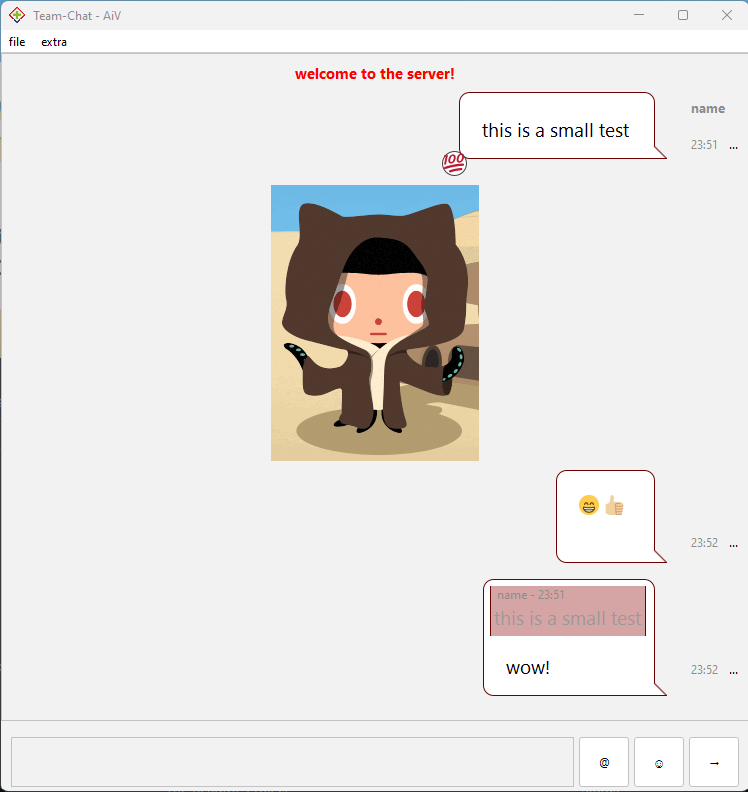 Team-Chat - AiV
file extra
welcome to the server!
name
this is a small test
23:51 ...
💯
😁👍🏼
23:52 ...
name - 23:51
this is a small test
wow!
23:52 ...
@ ☺ →